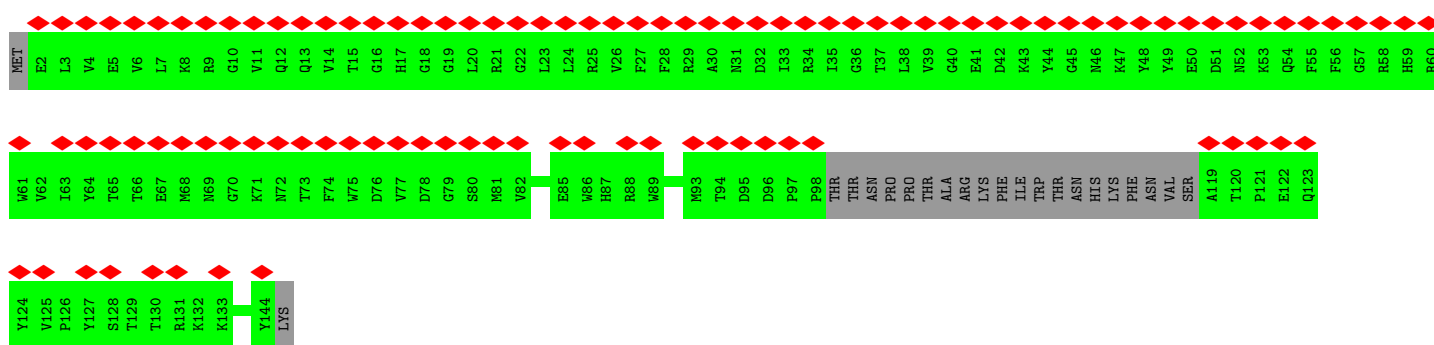 MET E2 L3 V4 E5 V6 L7 K8 R9 G10 V11 Q12 Q13 V14 T15 G16 H17 G18 G19 L20 R21 G22 L23 L24 R25 V26 F27 F28 R29 A30 N31 D32 I33 R34 I35 G36 T37 L38 V39 G40 E41 D42 K43 Y44 G45 N46 K47 Y48 Y49 E50 D51 N52 K53 Q54 F55 F56 G57 R58 H59 R60
W61 V62 I63 Y64 T65 T66 E67 M68 N69 G70 K71 N72 T73 F74 W75 D76 V77 D78 G79 S80 M81 V82 E85 W86 H87 R88 W89 M93 T94 D95 D96 P97 P98 THR THR ASN PRO PRO THR ALA ARG LYS PHE ILE TRP THR ASN HIS LYS PHE ASN VAL SER A119 T120 P121 E122 Q123
Y124 V125 P126 Y127 S128 T129 T130 R131 K132 K133 Y144 LYS